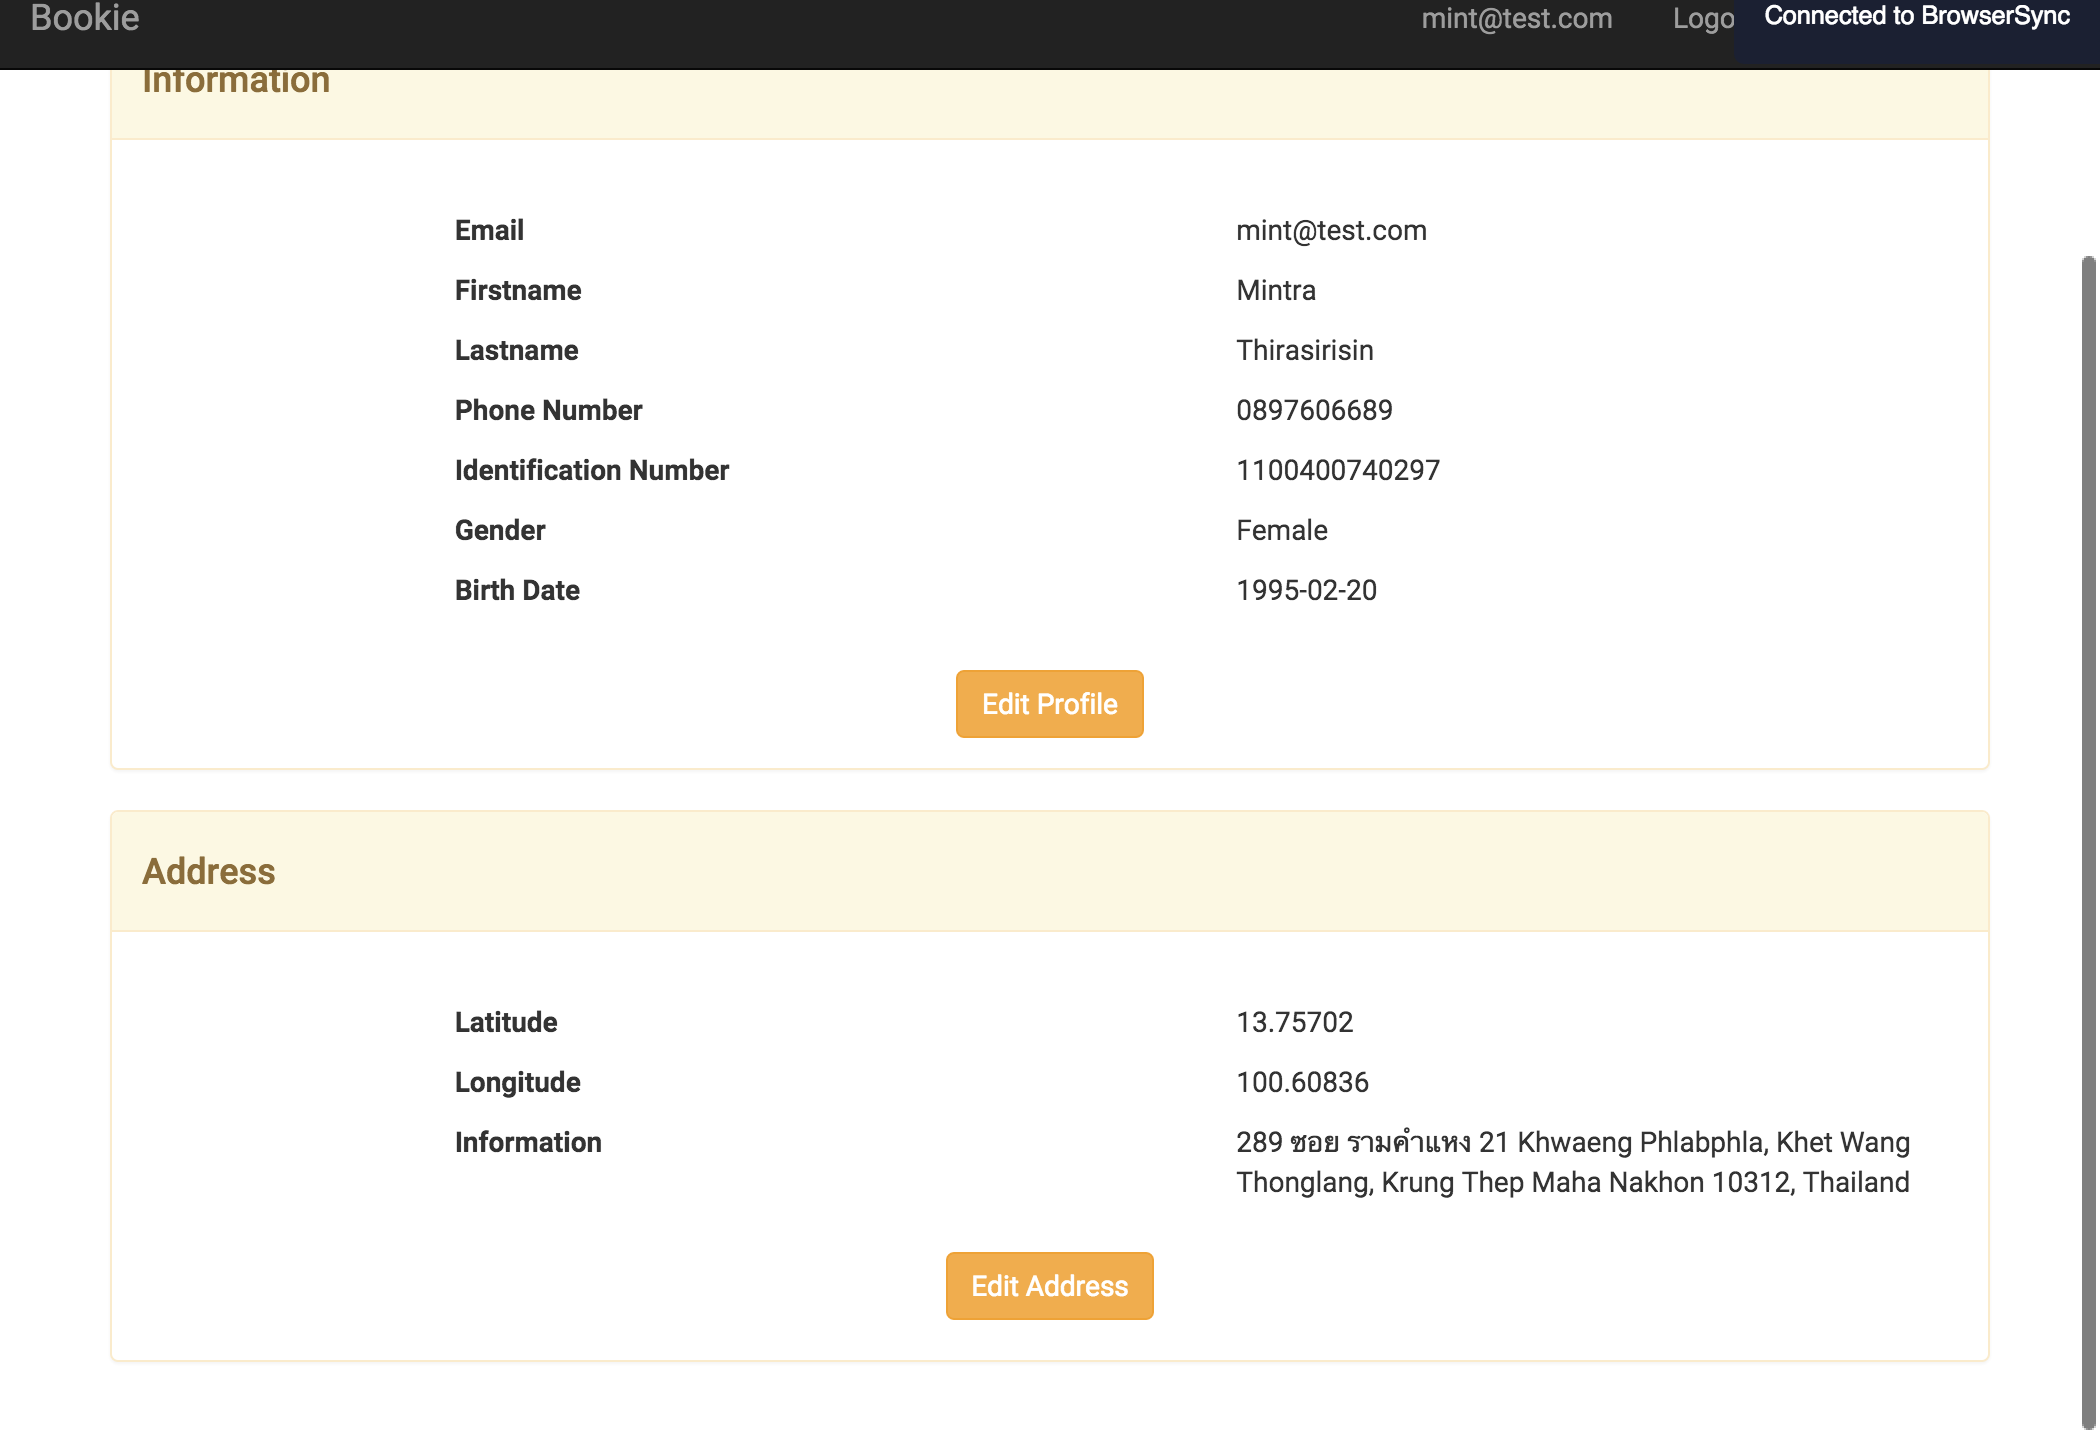 Bookie mint@test.com Logo Connected to BrowserSync
Information
Email mint@test.com
Firstname Mintra
Lastname Thirasirisin
Phone Number 0897606689
Identification Number 1100400740297
Gender Female
Birth Date 1995-02-20
Edit Profile
Address
Latitude 13.75702
Longitude 100.60836
Information 289 ซอย รามคำแหง 21 Khwaeng Phlabphla, Khet Wang
Thonglang, Krung Thep Maha Nakhon 10312, Thailand
Edit Address